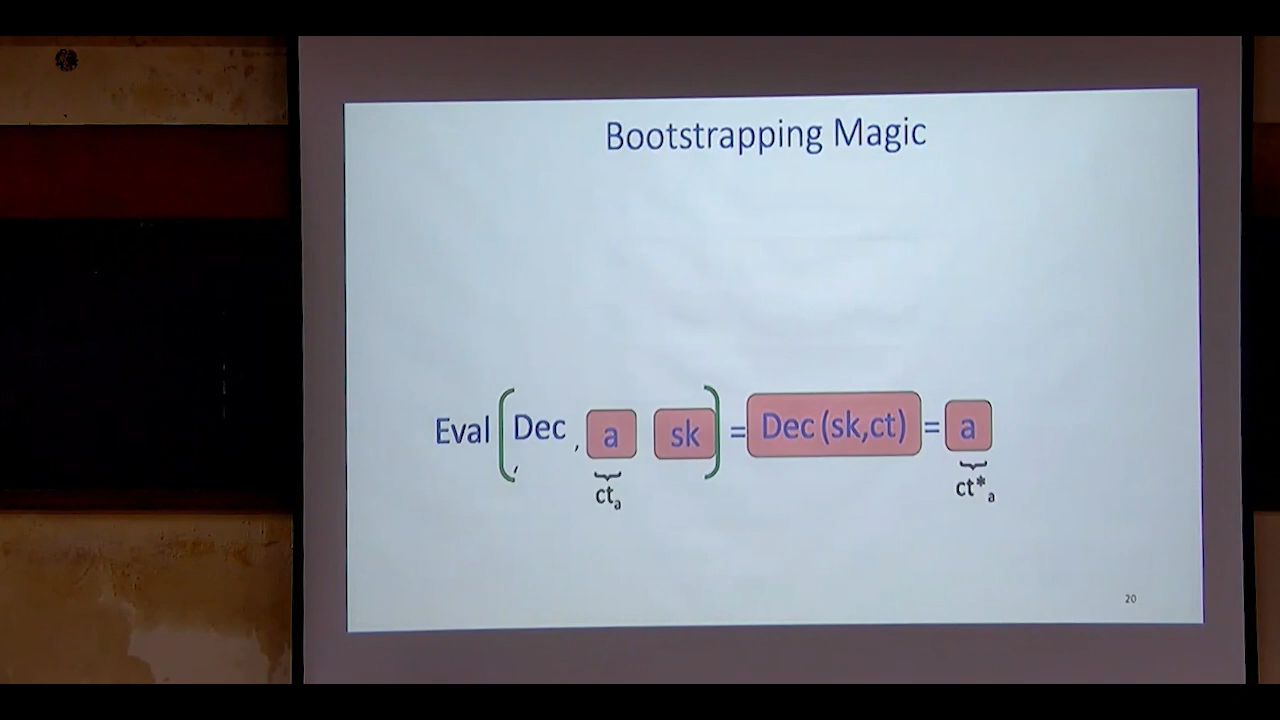 Bootstrapping Magic
Eval ( Dec , , a sk ) = Dec (sk,ct) = a
ct_a ct*_a
20